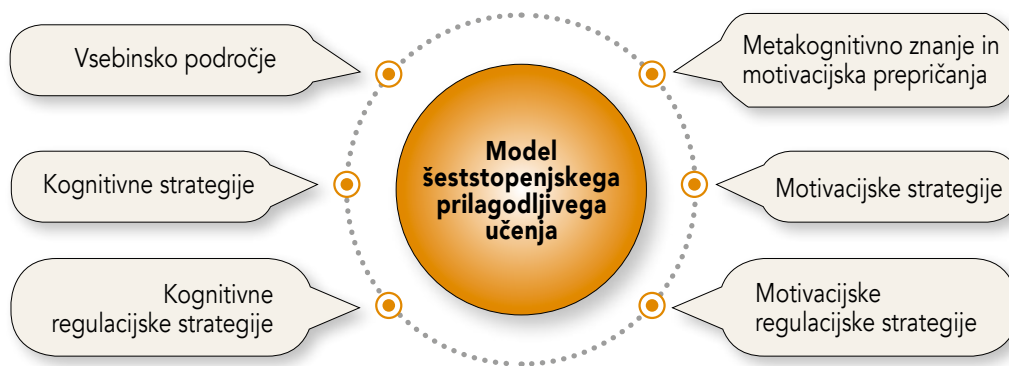 Vsebinsko področje
Kognitivne strategije
Kognitivne
regulacijske strategije
Model
šeststopenjskega
prilagodljivega
učenja
Metakognitivno znanje in
motivacijska prepričanja
Motivacijske strategije
Motivacijske
regulacijske strategije